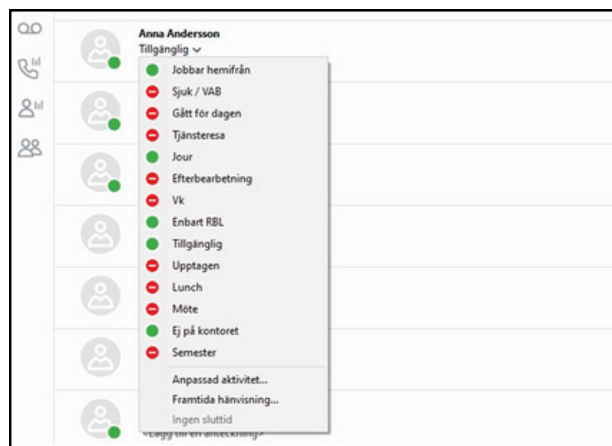 Anna Andersson
Tillgänglig
Jobbar hemifrån
Sjuk / VAB
Gått för dagen
Tjänsteresa
Jour
Efterbearbetning
Vk
Enbart RBL
Tillgänglig
Upptagen
Lunch
Möte
Ej på kontoret
Semester
Anpassad aktivitet...
Framtida hänvisning...
Ingen sluttid
<Lägg till en anteckning>